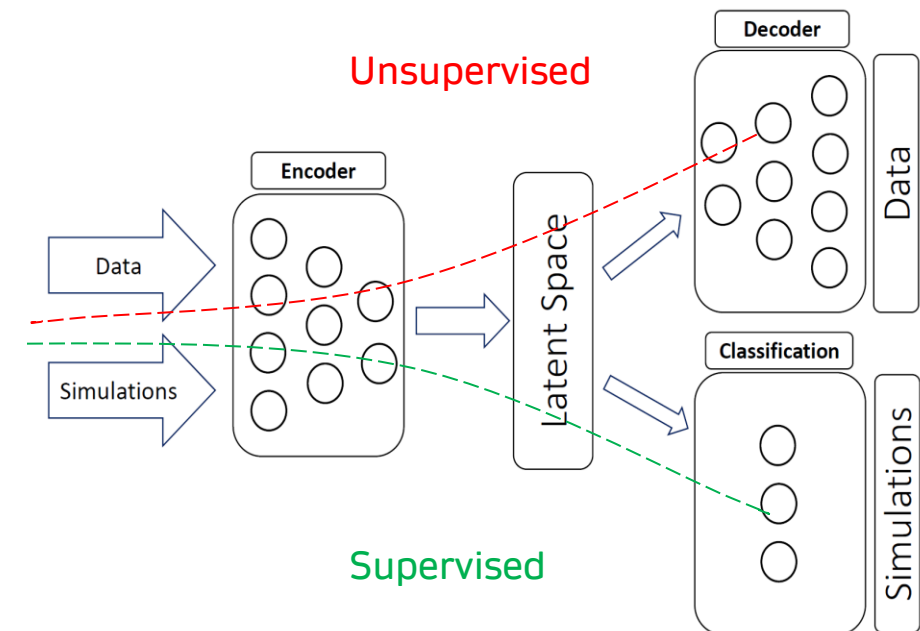 Decoder
Unsupervised
Data
Encoder
Data
Latent Space
Classification
Simulations
Simulations
Supervised